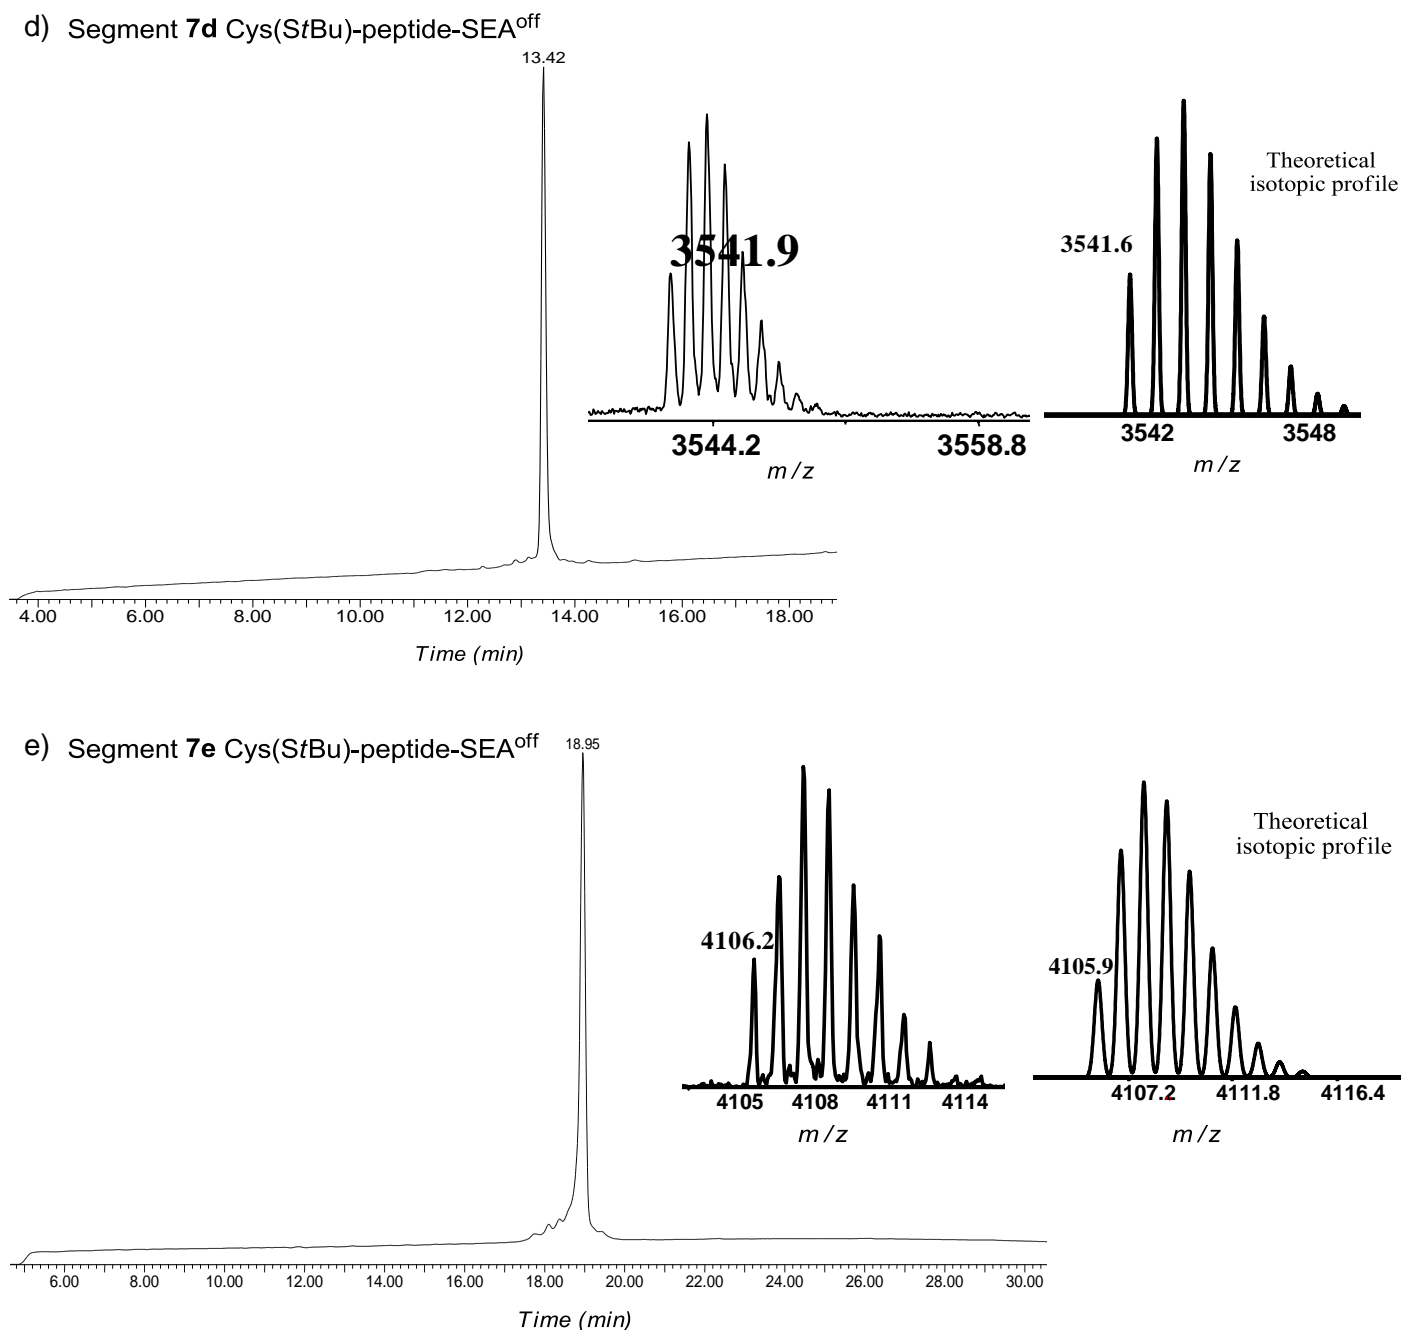 d) Segment 7d Cys(StBu)-peptide-SEAoff
13.42
Theoretical
isotopic profile
3541.9
3541.6
3544.2 3558.8
m/z
3542 3548
m/z
4.00 6.00 8.00 10.00 12.00 14.00 16.00 18.00
Time (min)
e) Segment 7e Cys(StBu)-peptide-SEAoff
18.95
Theoretical
isotopic profile
4106.2
4105.9
4105 4108 4111 4114
m/z
4107.2 4111.8 4116.4
m/z
6.00 8.00 10.00 12.00 14.00 16.00 18.00 20.00 22.00 24.00 26.00 28.00 30.00
Time (min)